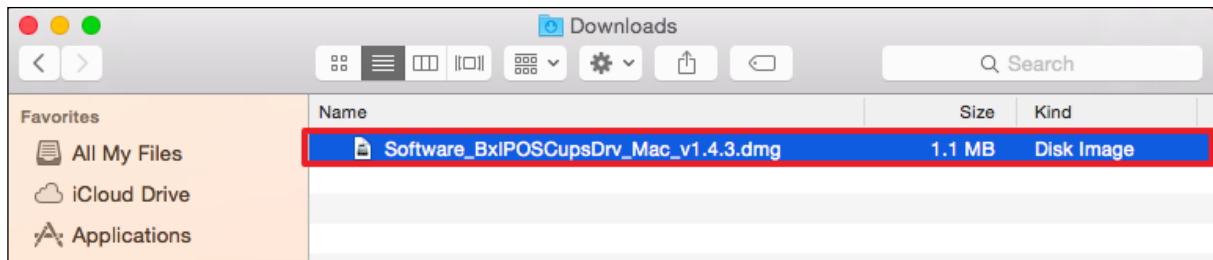 Downloads
Search
Favorites
Name Size Kind
All My Files
Software_BxlPOSCupsDrv_Mac_v1.4.3.dmg 1.1 MB Disk Image
iCloud Drive
Applications